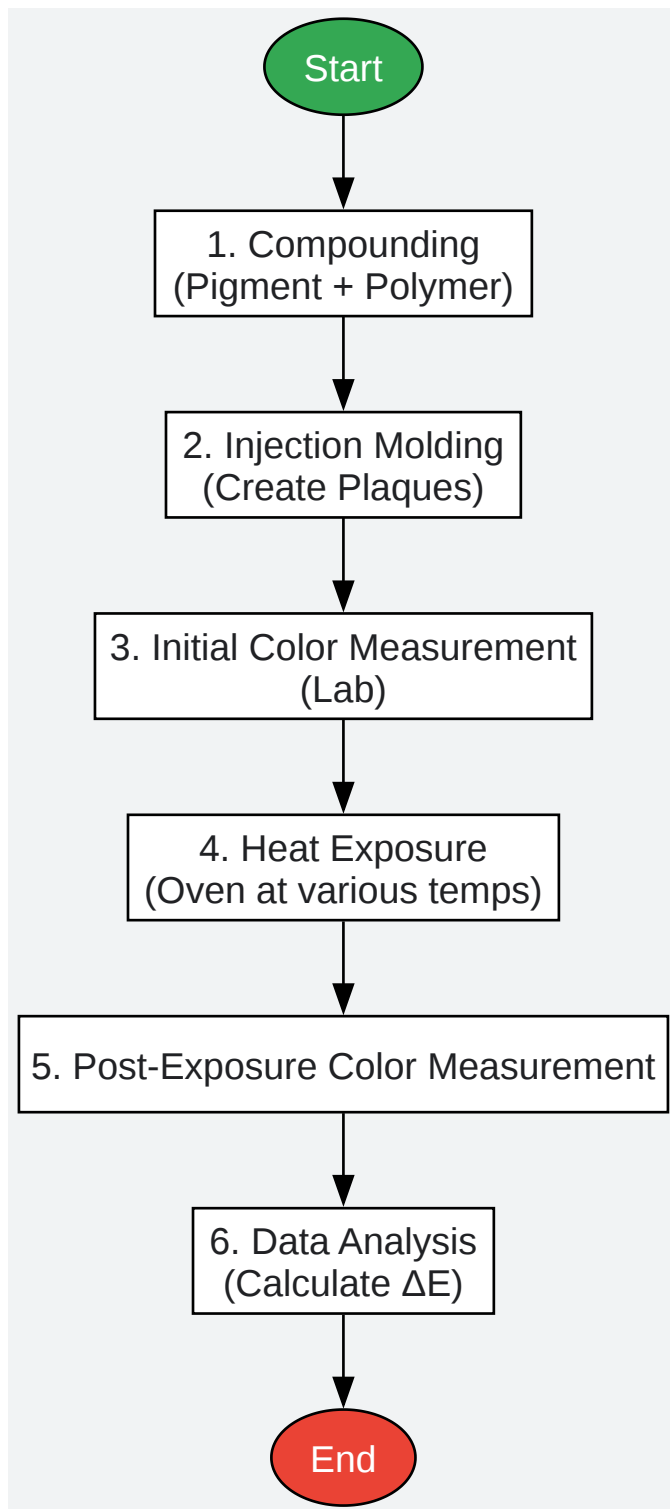 Start
1. Compounding
(Pigment + Polymer)
2. Injection Molding
(Create Plaques)
3. Initial Color Measurement
(Lab)
4. Heat Exposure
(Oven at various temps)
5. Post-Exposure Color Measurement
6. Data Analysis
(Calculate ΔE)
End